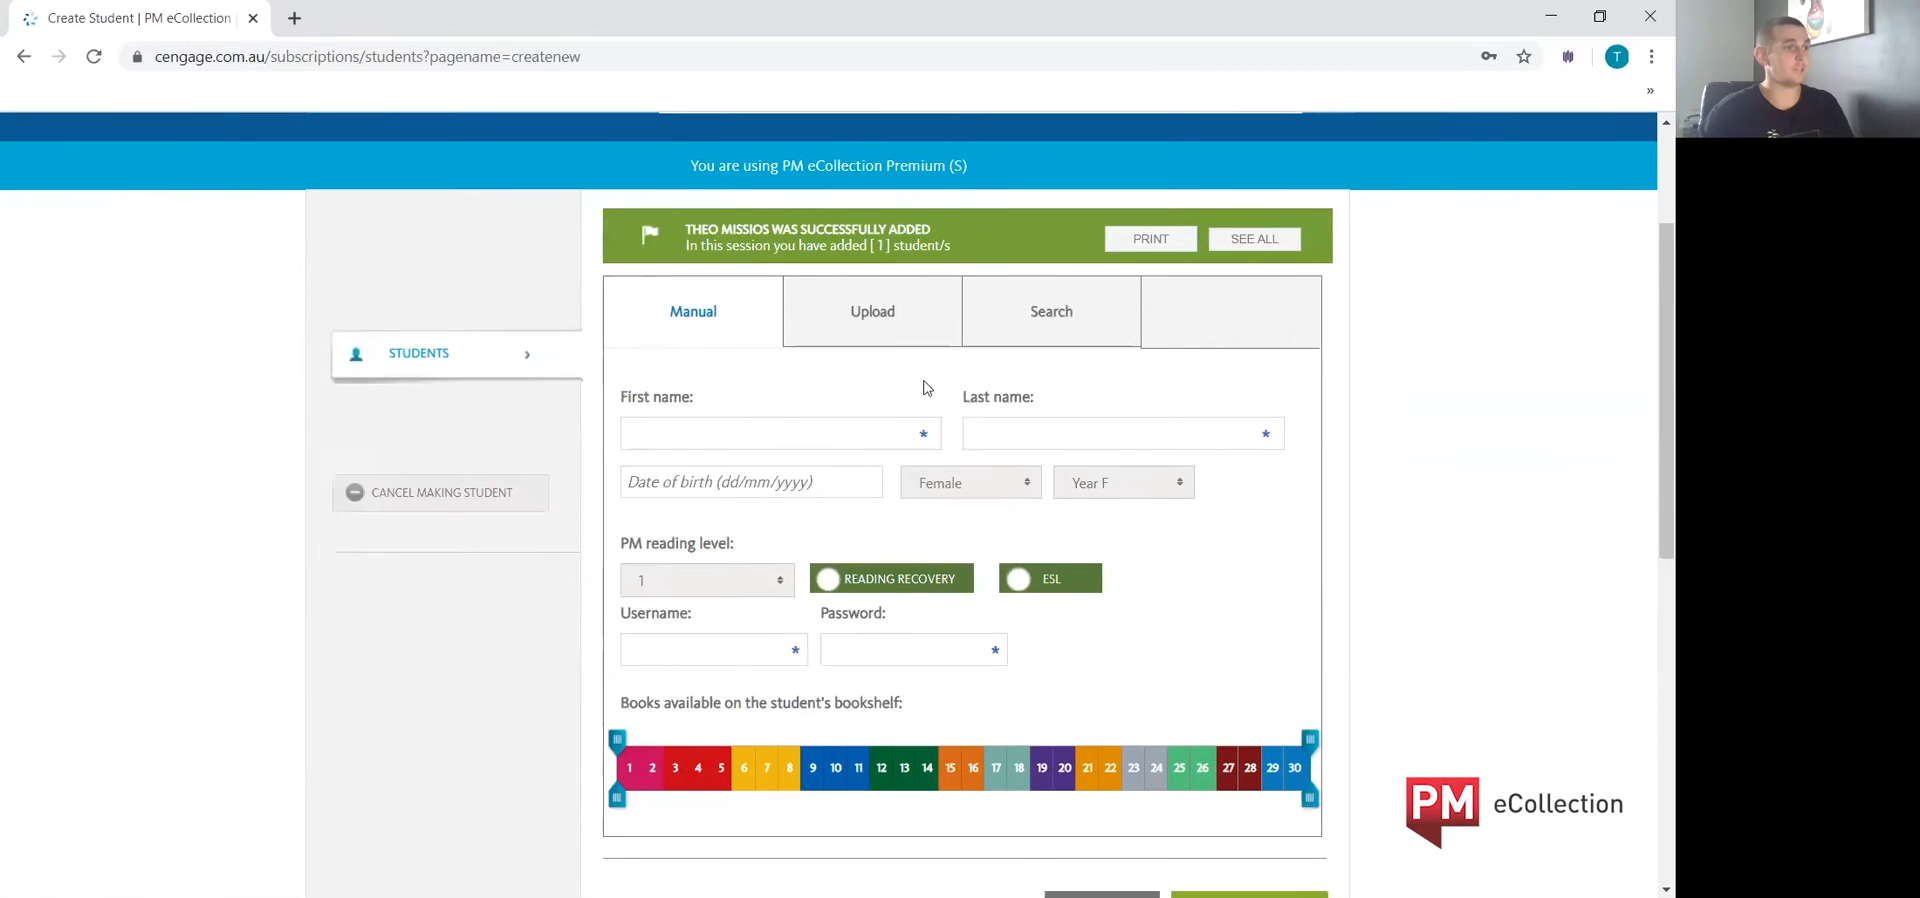 Create Student | PM eCollection
cengage.com.au/subscriptions/students?pagename=createnew
T
»
You are using PM eCollection Premium (S)
THEO MISSIOS WAS SUCCESSFULLY ADDED
In this session you have added [ 1 ] student/s
PRINT
SEE ALL
Manual
Upload
Search
STUDENTS
CANCEL MAKING STUDENT
First name:
Last name:
*
*
Date of birth (dd/mm/yyyy)
Female
Year F
PM reading level:
1
READING RECOVERY
ESL
Username:
Password:
*
*
Books available on the student's bookshelf:
1 2 3 4 5 6 7 8 9 10 11 12 13 14 15 16 17 18 19 20 21 22 23 24 25 26 27 28 29 30
PM eCollection